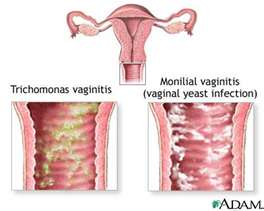 Trichomonas vaginitis
Monilial vaginitis
(vaginal yeast infection)
ADAM.